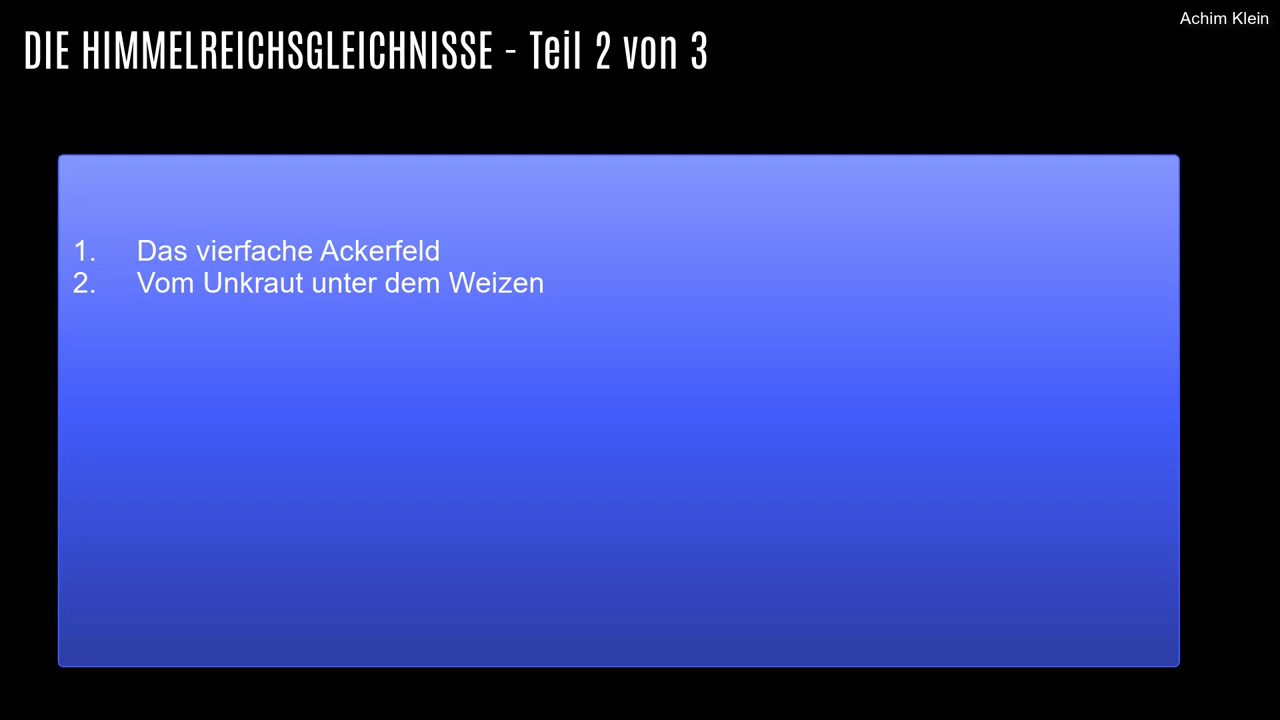 Achim Klein
DIE HIMMELREICHSGLEICHNISSE - Teil 2 von 3
1. Das vierfache Ackerfeld
2. Vom Unkraut unter dem Weizen